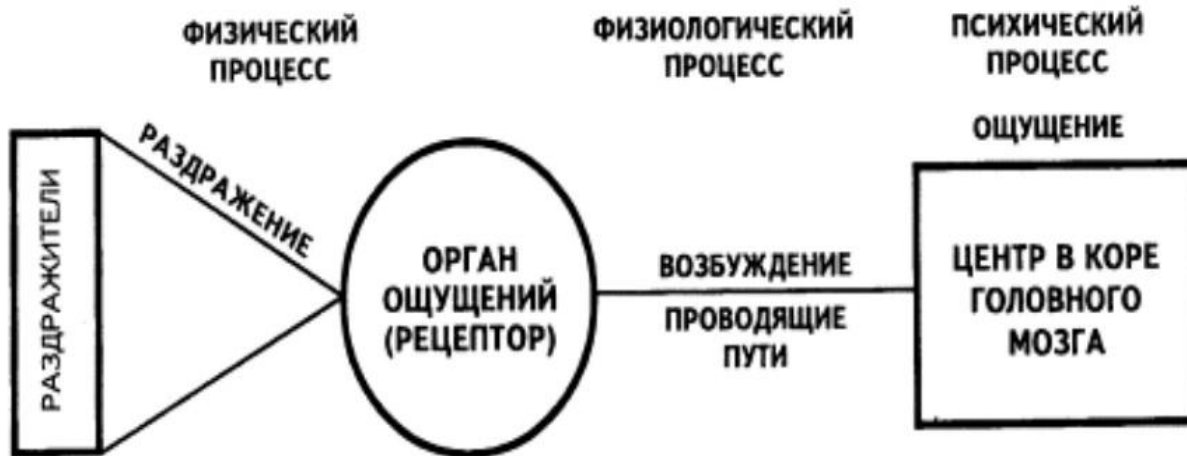 ФИЗИЧЕСКИЙ
ПРОЦЕСС
ФИЗИОЛОГИЧЕСКИЙ
ПРОЦЕСС
ПСИХИЧЕСКИЙ
ПРОЦЕСС
ОЩУЩЕНИЕ
РАЗДРАЖИТЕЛИ
РАЗДРАЖЕНИЕ
ОРГАН
ОЩУЩЕНИЙ
(РЕЦЕПТОР)
ВОЗБУЖДЕНИЕ
ПРОВОДЯЩИЕ
ПУТИ
ЦЕНТР В КОРЕ
ГОЛОВНОГО
МОЗГА